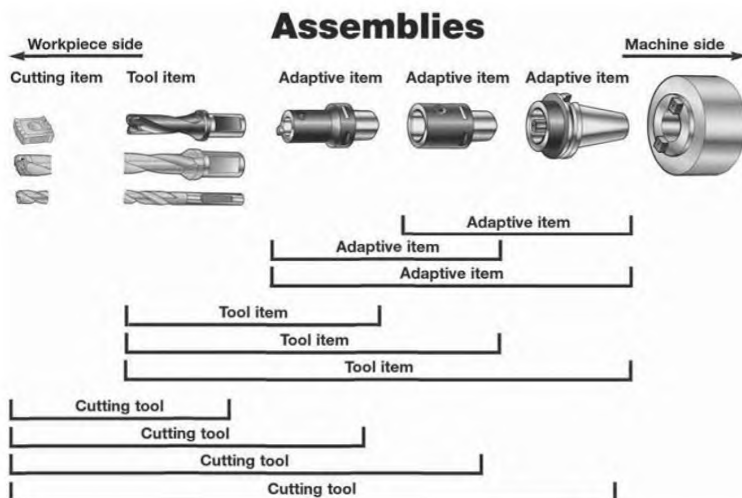 Assemblies
Workpiece side
Machine side
Cutting item
Tool item
Adaptive item
Adaptive item
Adaptive item
Adaptive item
Adaptive item
Adaptive item
Tool item
Tool item
Tool item
Cutting tool
Cutting tool
Cutting tool
Cutting tool